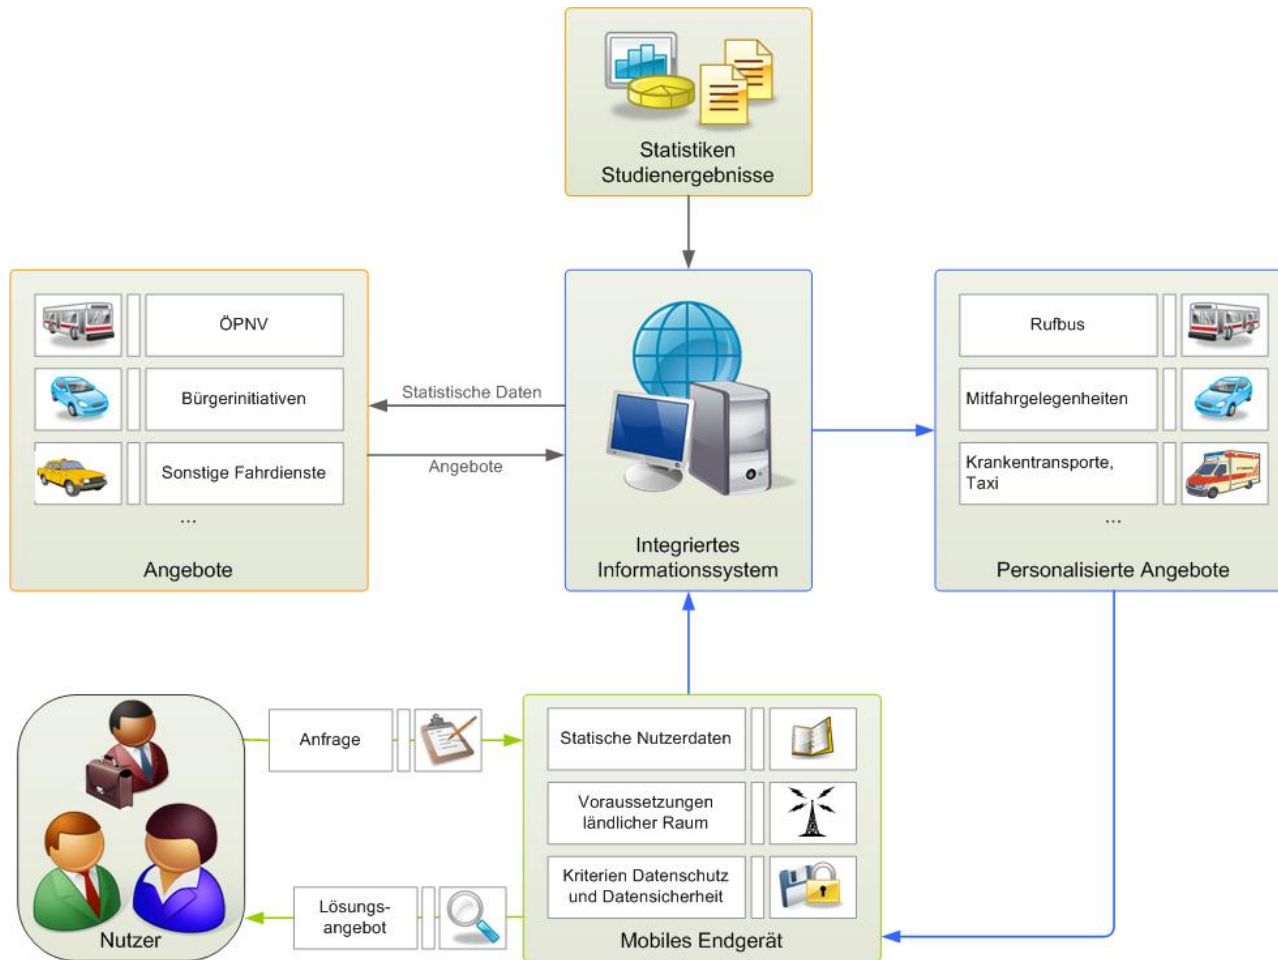 Statistiken
Studienergebnisse
ÖPNV
Bürgerinitiativen
Sonstige Fahrdienste
...
Angebote
Statistische Daten
Angebote
Integriertes
Informationssystem
Rufbus
Mitfahrgelegenheiten
Krankentransporte,
Taxi
...
Personalisierte Angebote
Nutzer
Anfrage
Lösungs-
angebot
Statische Nutzerdaten
Voraussetzungen
ländlicher Raum
Kriterien Datenschutz
und Datensicherheit
Mobiles Endgerät